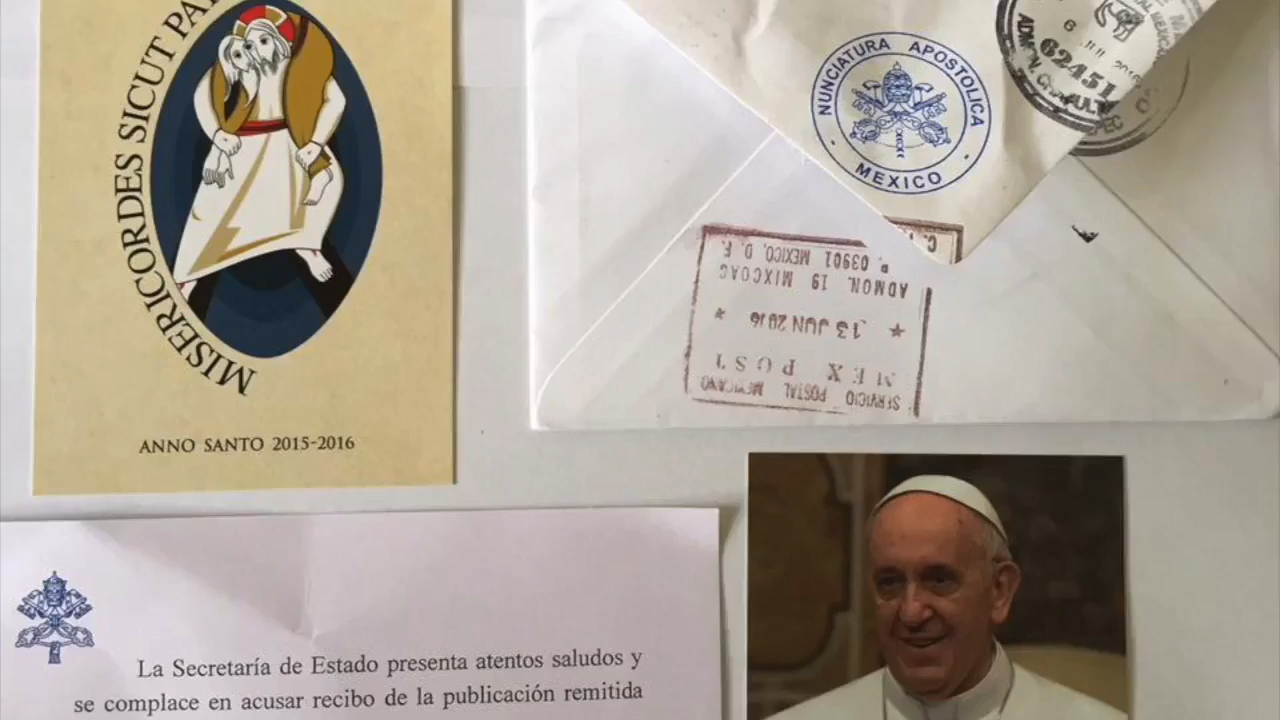 MISERICORDES SICUT PA
ANNO SANTO 2015-2016
NUNCIATURA APOSTOLICA
MEXICO
62451
SERVICIO POSTAL MEXICANO
MEX POST
★ 13 JUN 2016 ★
ADMON. 19 MIXCOAC
P. 03901 MEXICO, D. F.
La Secretaría de Estado presenta atentos saludos y
se complace en acusar recibo de la publicación remitida